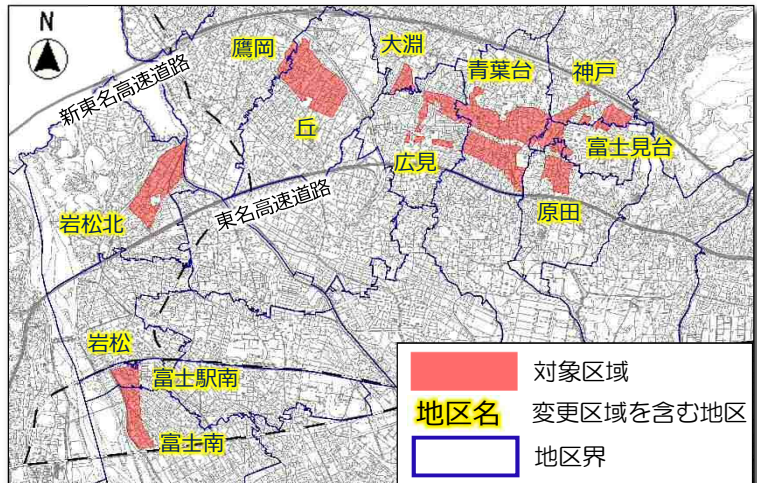 N
鷹岡
大淵
青葉台
神戸
新東名高速道路
丘
富士見台
広見
岩松北
東名高速道路
原田
岩松
富士駅南
富士南
対象区域
地区名 変更区域を含む地区
地区界